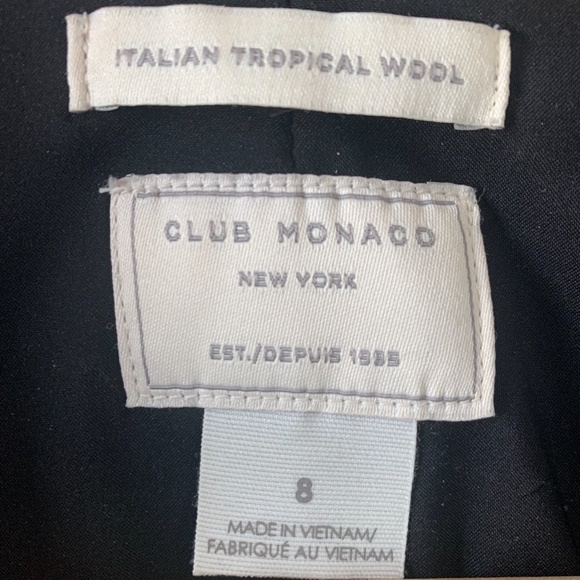 ITALIAN TROPICAL WOOL
CLUB MONACO
NEW YORK
EST./DEPUIS 1985
8
MADE IN VIETNAM/
FABRIQUÉ AU VIETNAM